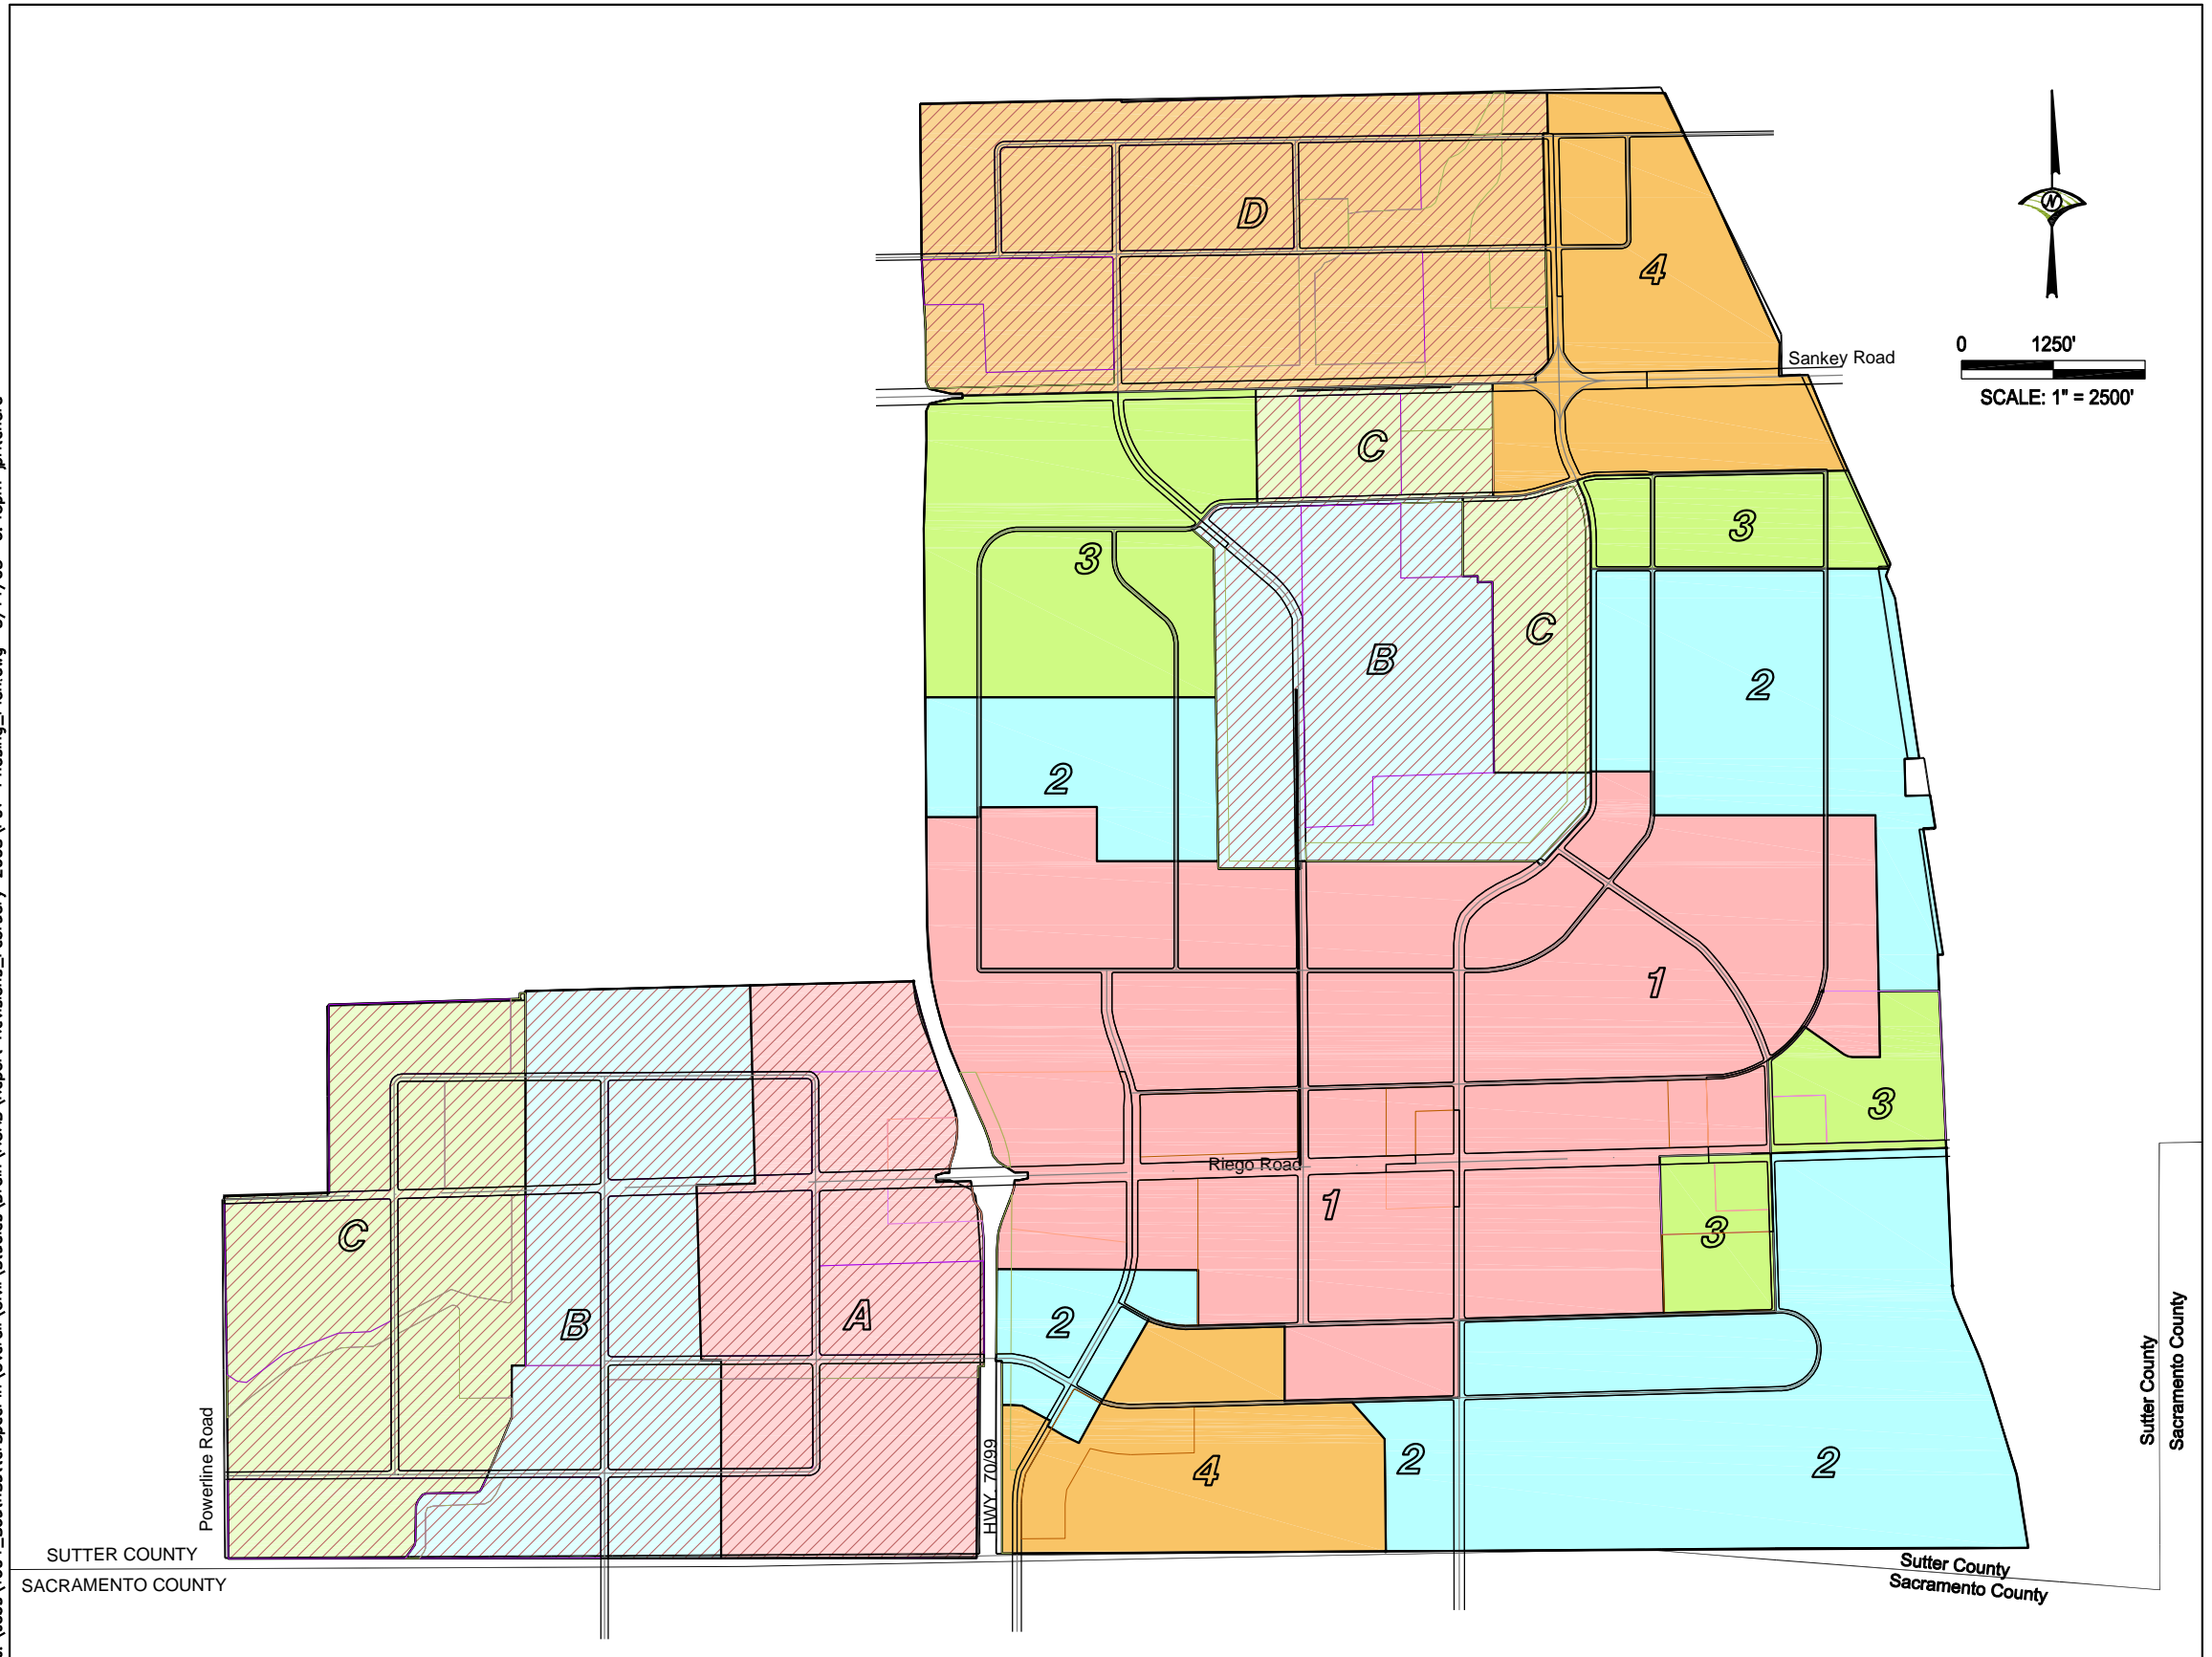 N
D
4
Sankey Road
0 1250'
SCALE: 1" = 2500'
C
3
3
C
B
2
2
1
3
Riego Road
1
C
3
B
A
2
4
2
2
Powerline Road
HWY. 70/99
Sutter County
Sacramento County
SUTTER COUNTY
SACRAMENTO COUNTY
Sutter County
Sacramento County